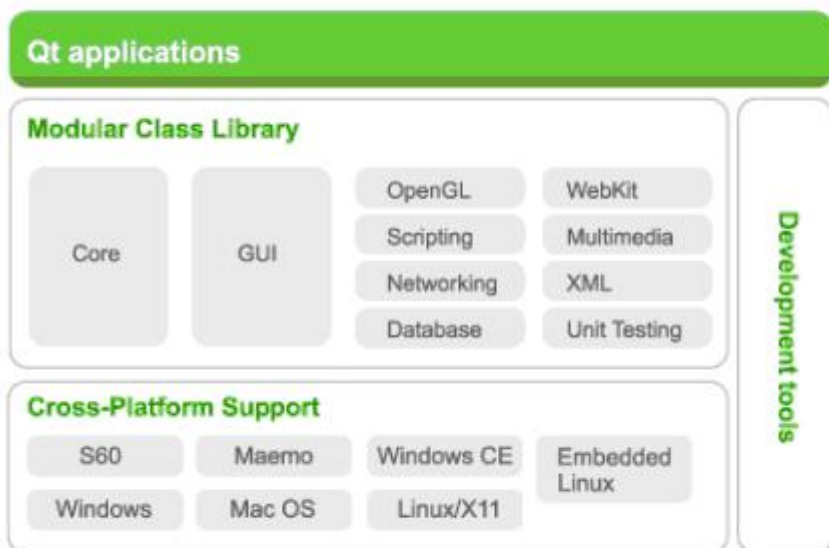 Qt applications
Modular Class Library
Core
GUI
OpenGL
WebKit
Scripting
Multimedia
Networking
XML
Database
Unit Testing
Cross-Platform Support
S60
Maemo
Windows CE
Embedded
Linux
Windows
Mac OS
Linux/X11
Development tools